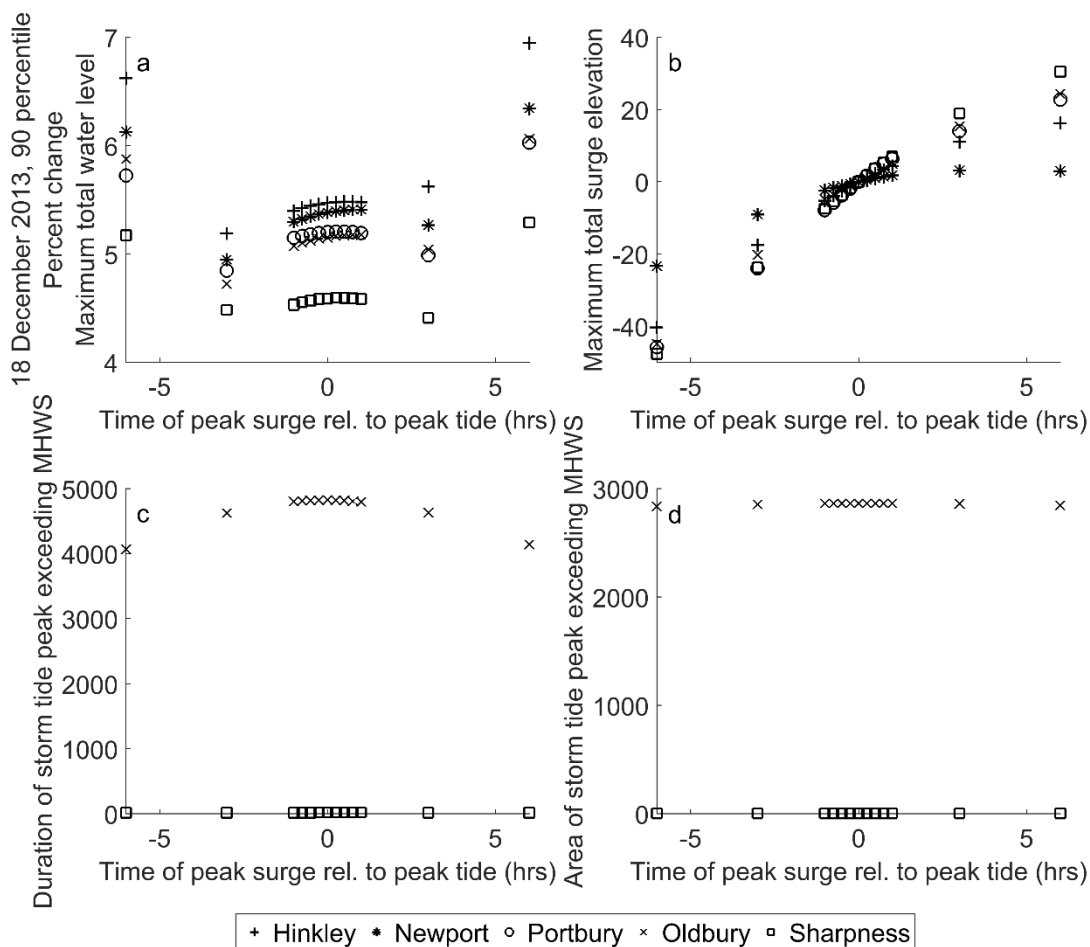 18 December 2013, 90 percentile
Percent change
Maximum total water level
7
6
5
4
a
-5
0
5
Time of peak surge rel. to peak tide (hrs)
Maximum total surge elevation
40
20
0
-20
-40
b
-5
0
5
Time of peak surge rel. to peak tide (hrs)
Duration of storm tide peak exceeding MHWS
5000
4000
3000
2000
1000
0
c
-5
0
5
Time of peak surge rel. to peak tide (hrs)
Area of storm tide peak exceeding MHWS
3000
2000
1000
0
d
-5
0
5
Time of peak surge rel. to peak tide (hrs)
Hinkley Newport Portbury Oldbury Sharpness